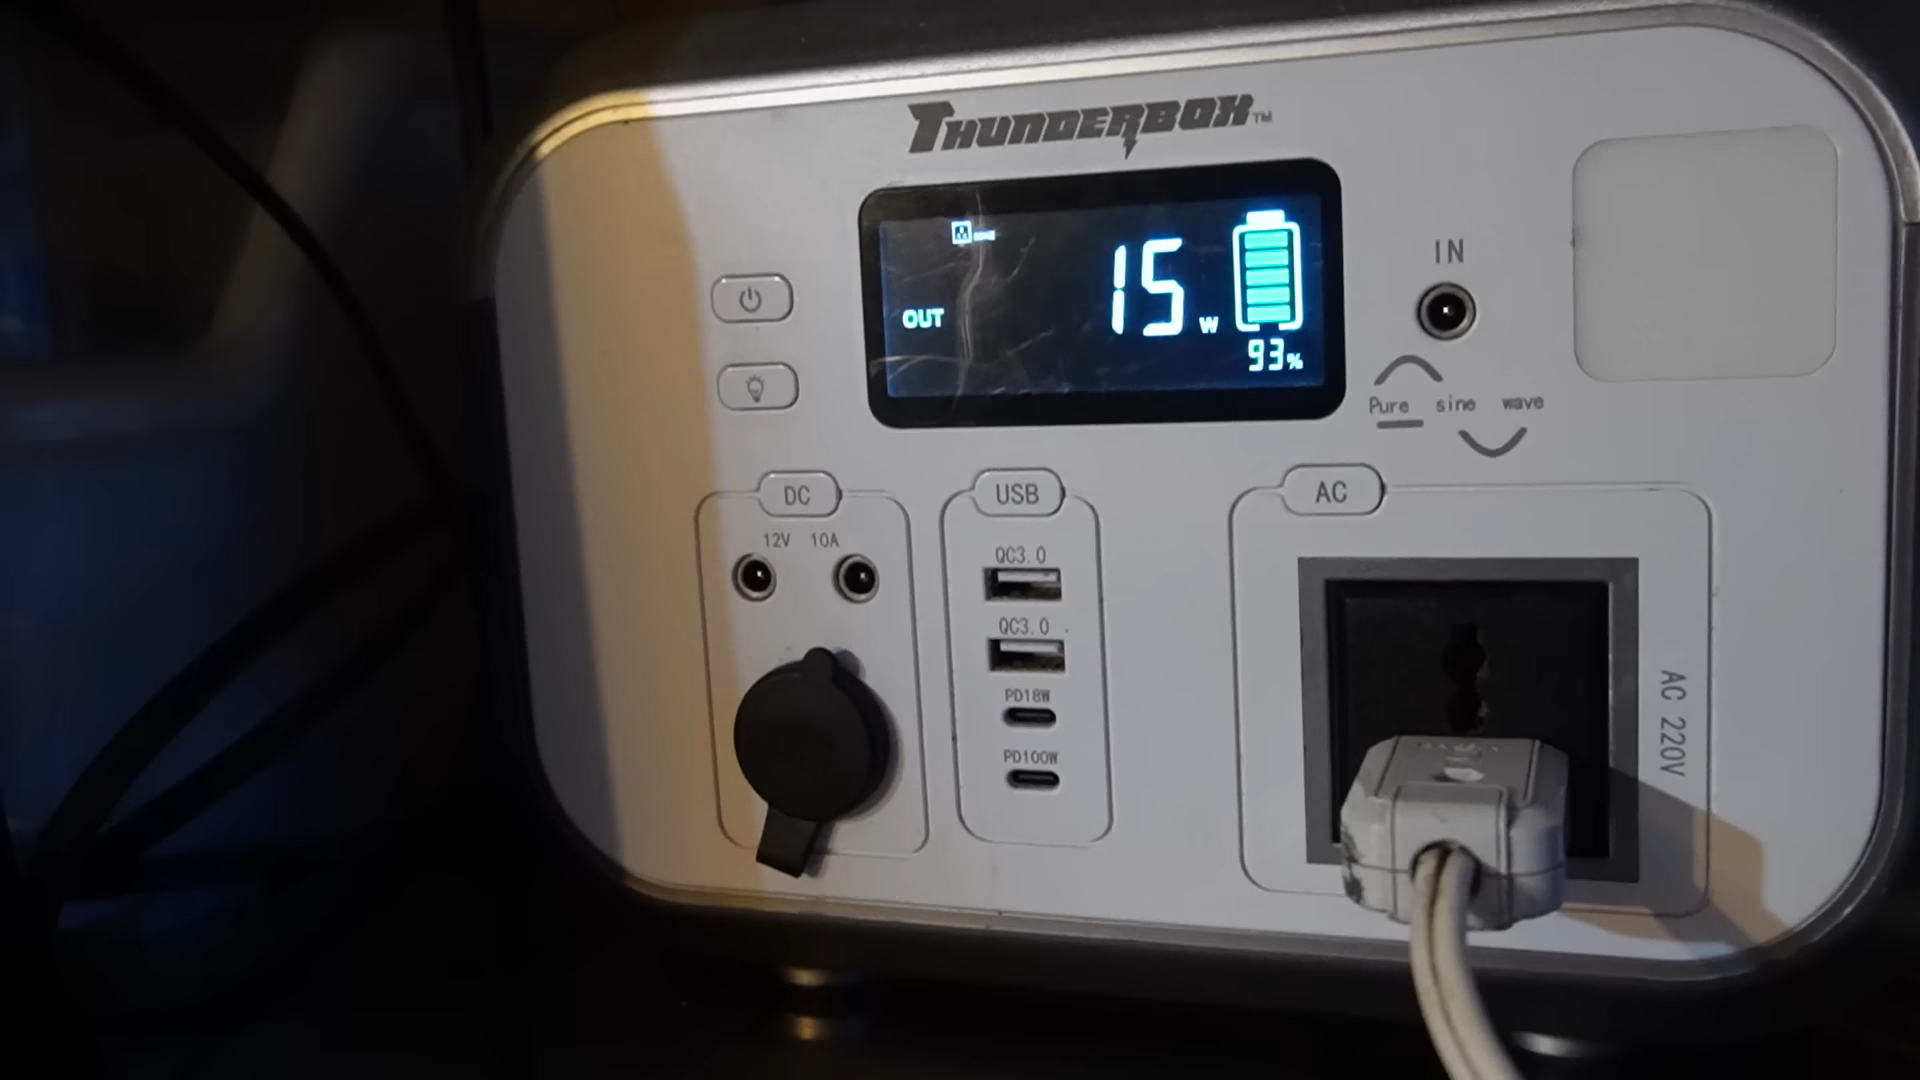 THUNDERBOX™
OUT
15 W
93%
IN
Pure sine wave
DC
12V 10A
USB
QC3.0
QC3.0
PD18W
PD100W
AC
AC 220V